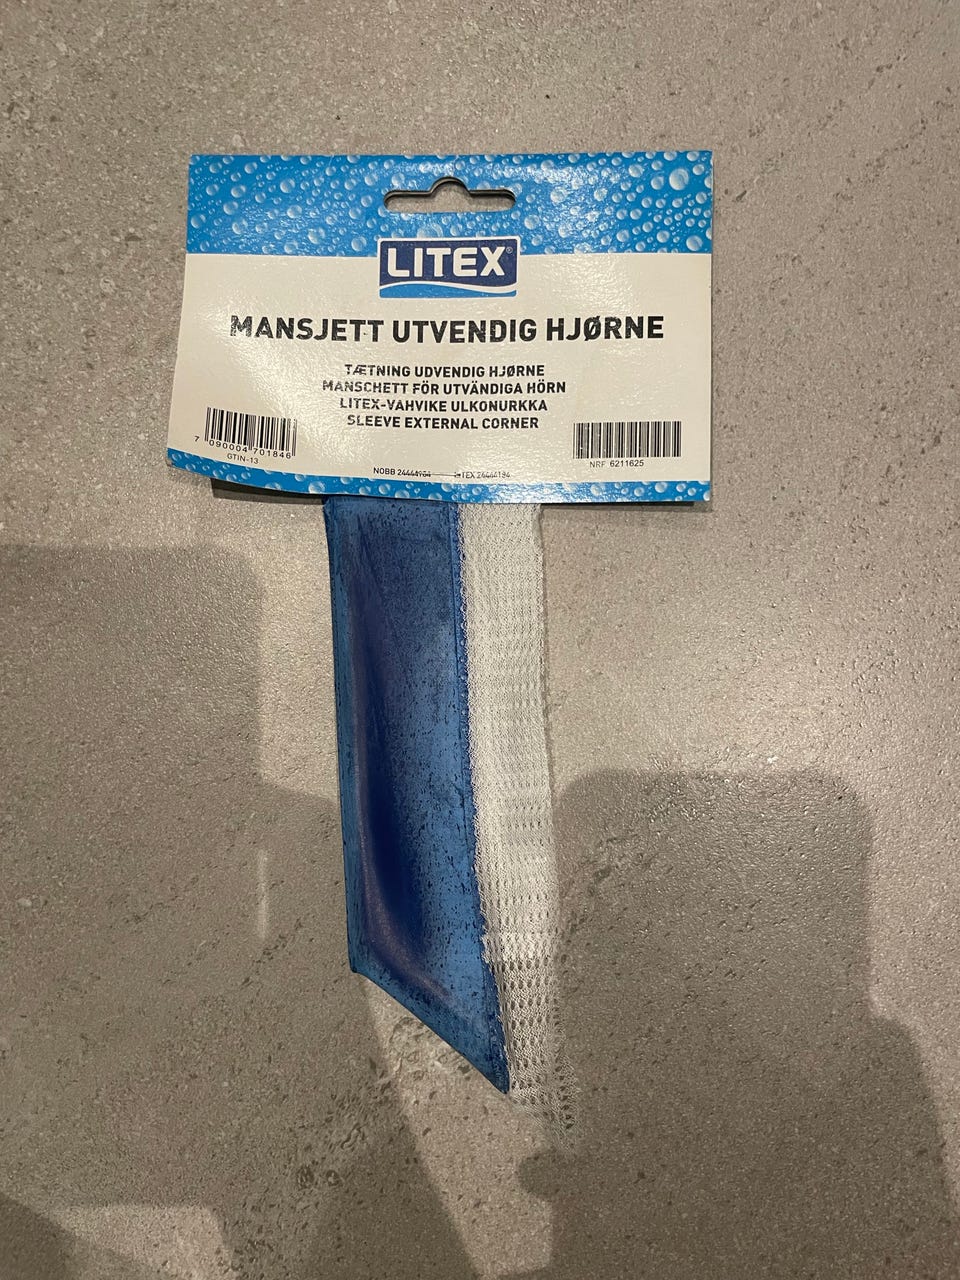 LITEX®
MANSJETT UTVENDIG HJØRNE
TÆTNING UDVENDIG HJØRNE
MANSCHETT FÖR UTVÄNDIGA HÖRN
LITEX-VAHVIKE ULKONURKKA
SLEEVE EXTERNAL CORNER
7 090004 701846
GTIN-13
NRF 6211625
NOBB